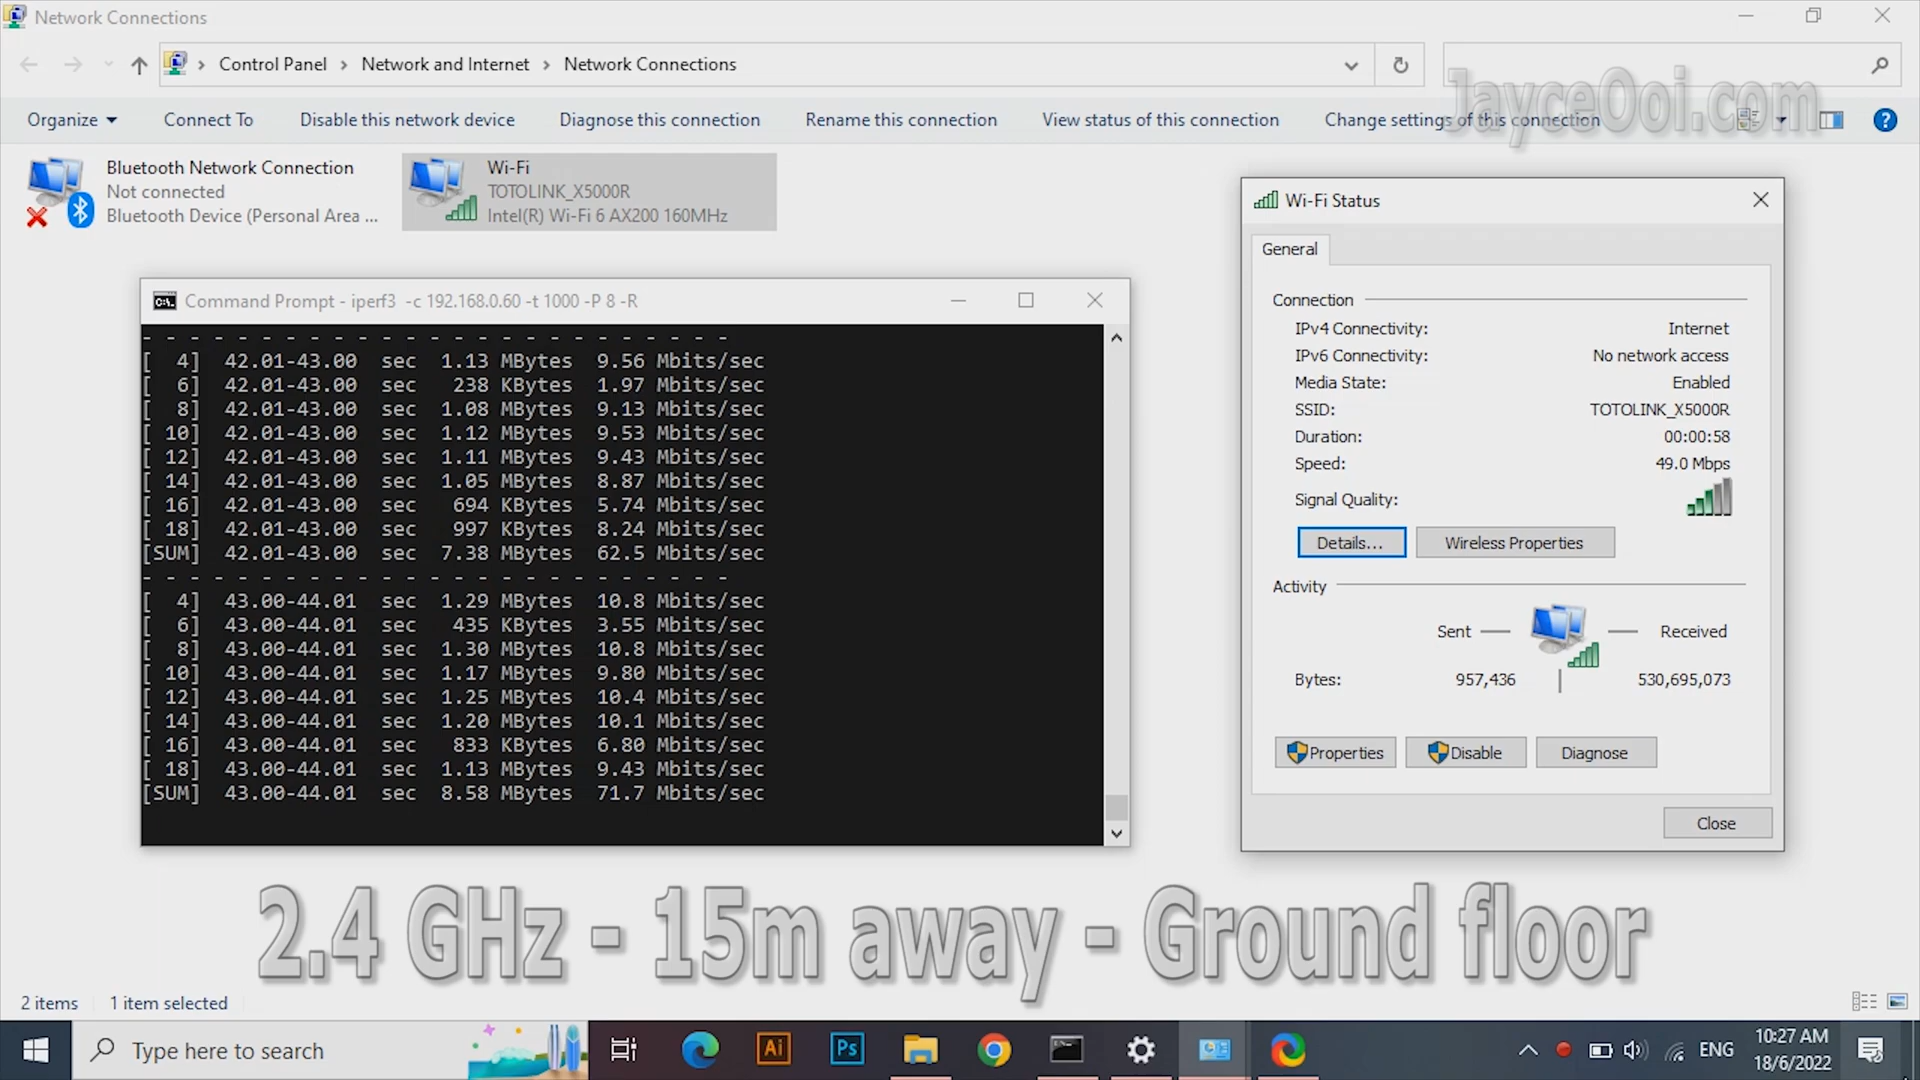 Network Connections
Control Panel > Network and Internet > Network Connections
JayceOoi.com
Organize Connect To Disable this network device Diagnose this connection Rename this connection View status of this connection Change settings of this connection
Bluetooth Network Connection
Not connected
Bluetooth Device (Personal Area ...
Wi-Fi
TOTOLINK_X5000R
Intel(R) Wi-Fi 6 AX200 160MHz
Command Prompt - iperf3 -c 192.168.0.60 -t 1000 -P 8 -R
- - - - - - - - - - - - - - - - - - - - - - - - -
[ 4] 42.01-43.00 sec 1.13 MBytes 9.56 Mbits/sec
[ 6] 42.01-43.00 sec 238 KBytes 1.97 Mbits/sec
[ 8] 42.01-43.00 sec 1.08 MBytes 9.13 Mbits/sec
[ 10] 42.01-43.00 sec 1.12 MBytes 9.53 Mbits/sec
[ 12] 42.01-43.00 sec 1.11 MBytes 9.43 Mbits/sec
[ 14] 42.01-43.00 sec 1.05 MBytes 8.87 Mbits/sec
[ 16] 42.01-43.00 sec 694 KBytes 5.74 Mbits/sec
[ 18] 42.01-43.00 sec 997 KBytes 8.24 Mbits/sec
[SUM] 42.01-43.00 sec 7.38 MBytes 62.5 Mbits/sec
- - - - - - - - - - - - - - - - - - - - - - - - -
[ 4] 43.00-44.01 sec 1.29 MBytes 10.8 Mbits/sec
[ 6] 43.00-44.01 sec 435 KBytes 3.55 Mbits/sec
[ 8] 43.00-44.01 sec 1.30 MBytes 10.8 Mbits/sec
[ 10] 43.00-44.01 sec 1.17 MBytes 9.80 Mbits/sec
[ 12] 43.00-44.01 sec 1.25 MBytes 10.4 Mbits/sec
[ 14] 43.00-44.01 sec 1.20 MBytes 10.1 Mbits/sec
[ 16] 43.00-44.01 sec 833 KBytes 6.80 Mbits/sec
[ 18] 43.00-44.01 sec 1.13 MBytes 9.43 Mbits/sec
[SUM] 43.00-44.01 sec 8.58 MBytes 71.7 Mbits/sec
Wi-Fi Status
General
Connection
IPv4 Connectivity: Internet
IPv6 Connectivity: No network access
Media State: Enabled
SSID: TOTOLINK_X5000R
Duration: 00:00:58
Speed: 49.0 Mbps
Signal Quality:
Details... Wireless Properties
Activity
Sent — Received
Bytes: 957,436 530,695,073
Properties Disable Diagnose
Close
2.4 GHz - 15m away - Ground floor
2 items 1 item selected
Type here to search
Ai
Ps
ENG
10:27 AM
18/6/2022